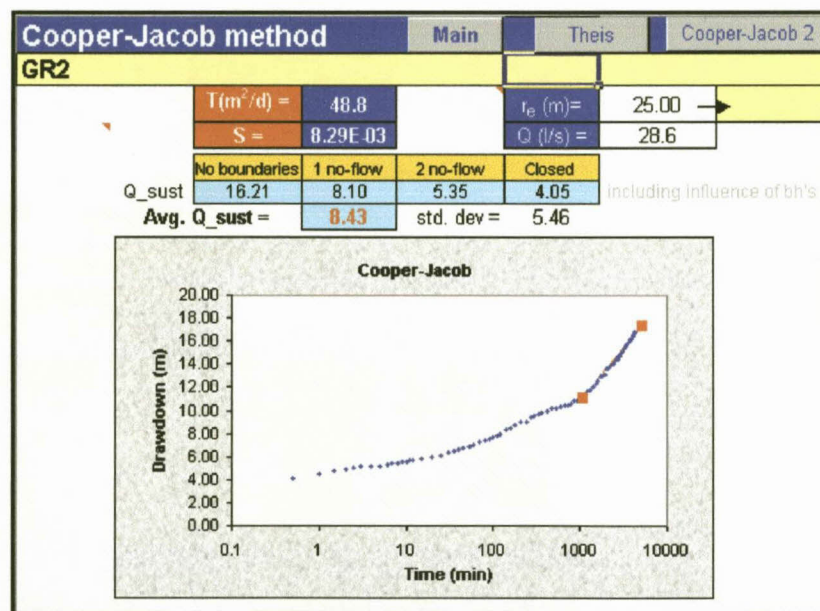 Cooper-Jacob method Main Theis Cooper-Jacob 2
GR2
T(m²/d) = 48.8 rₑ (m)= 25.00
S = 8.29E-03 Q (l/s) = 28.6
No boundaries 1 no-flow 2 no-flow Closed
Q_sust 16.21 8.10 5.35 4.05 including influence of bh's
Avg. Q_sust = 8.43 std. dev = 5.46
Cooper-Jacob
20.00
18.00
16.00
14.00
12.00
10.00
8.00
6.00
4.00
2.00
0.00
Drawdown (m)
0.1 1 10 100 1000 10000
Time (min)